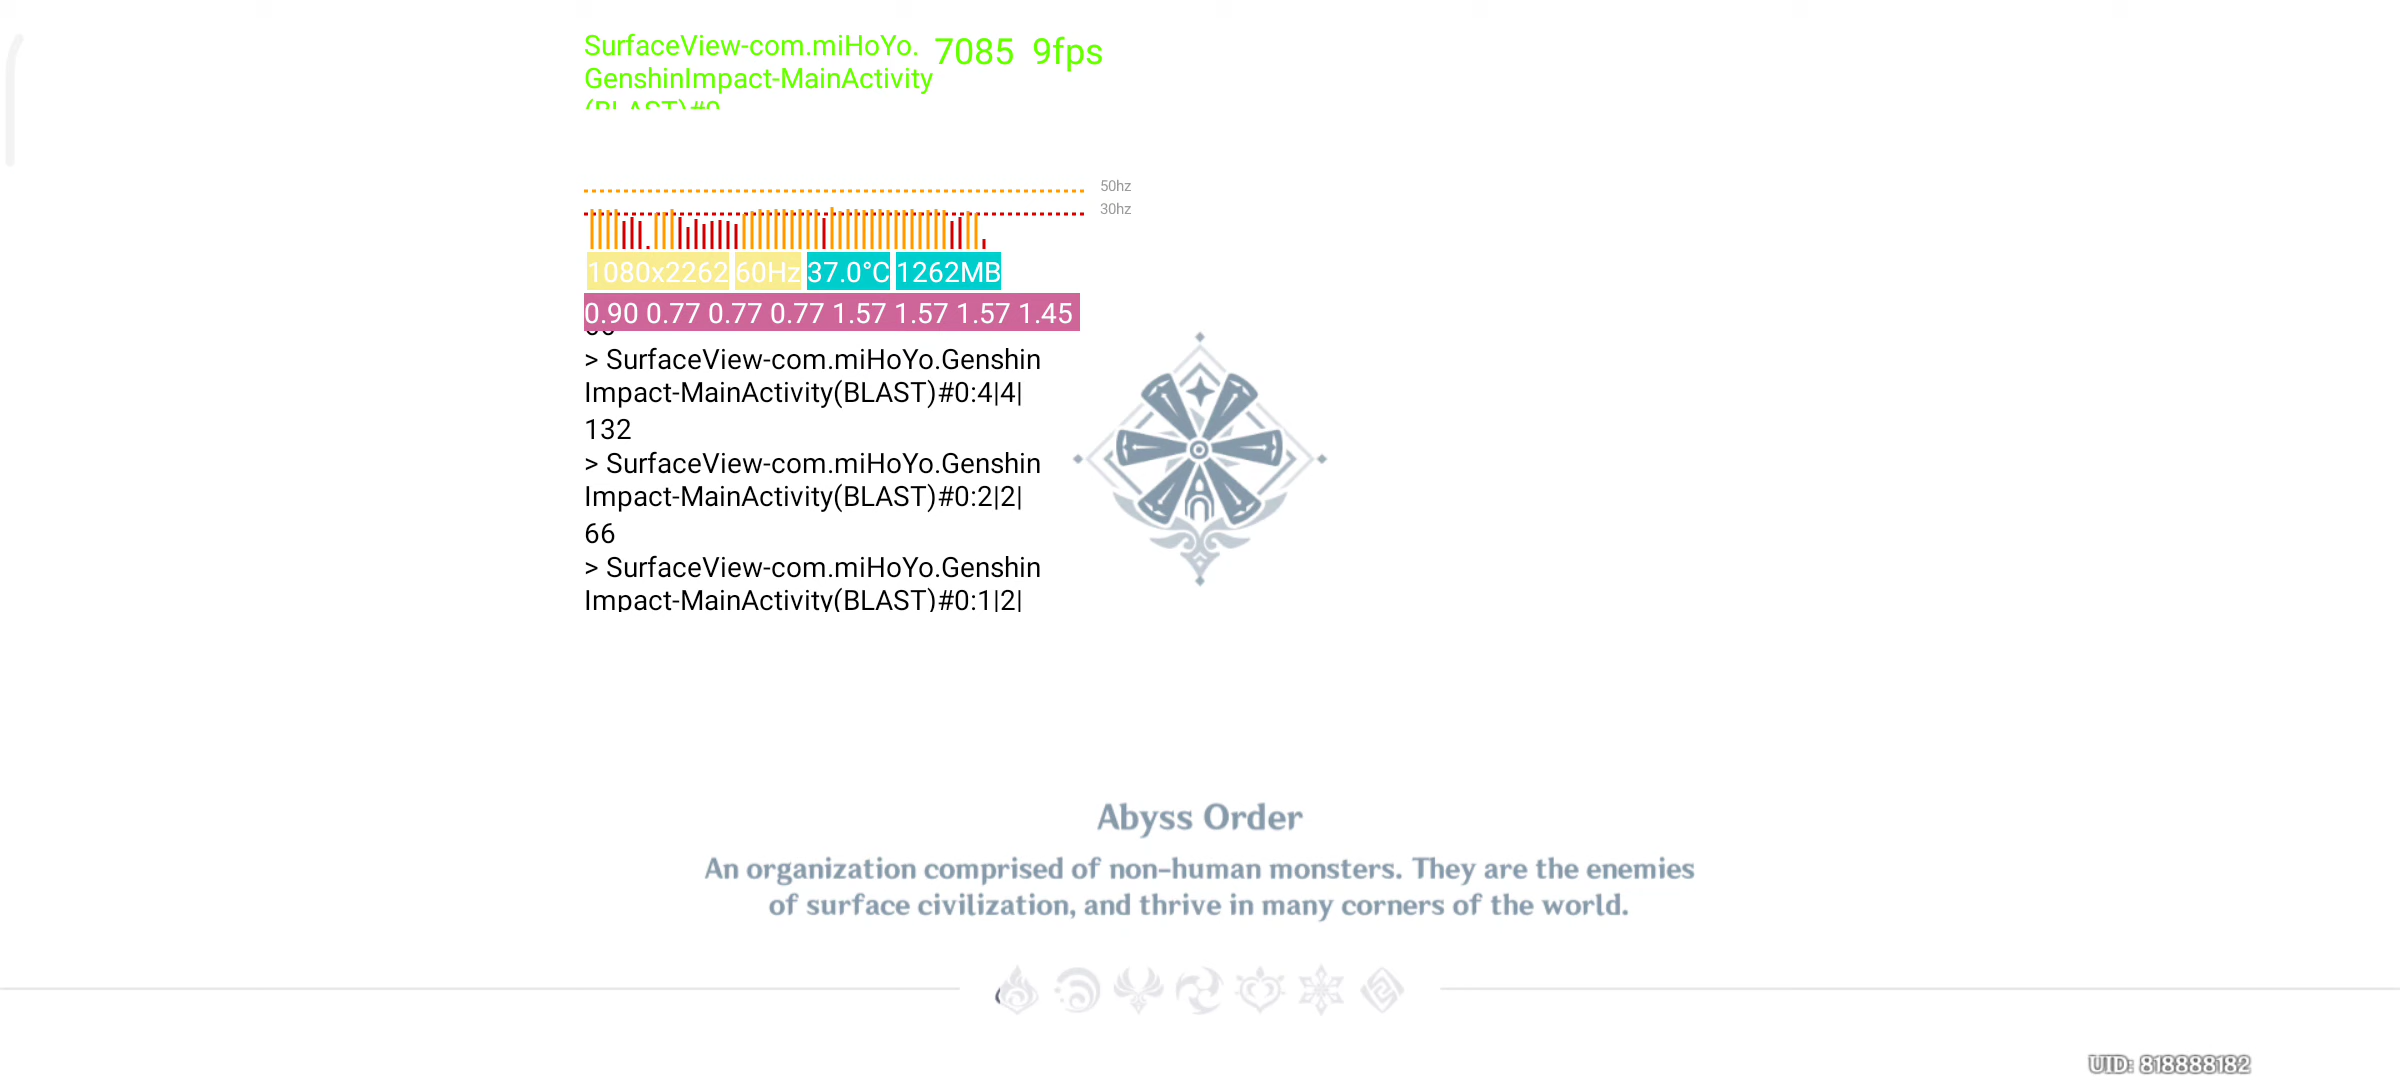 SurfaceView-com.miHoYo. 7085 9fps
GenshinImpact-MainActivity
(BLAST)#0
50hz
30hz
1080x2262 60Hz 37.0°C 1262MB
0.90 0.77 0.77 0.77 1.57 1.57 1.57 1.45
> SurfaceView-com.miHoYo.Genshin
Impact-MainActivity(BLAST)#0:4|4|
132
> SurfaceView-com.miHoYo.Genshin
Impact-MainActivity(BLAST)#0:2|2|
66
> SurfaceView-com.miHoYo.Genshin
Impact-MainActivity(BLAST)#0:1|2|
Abyss Order
An organization comprised of non-human monsters. They are the enemies
of surface civilization, and thrive in many corners of the world.
UID: 818888182